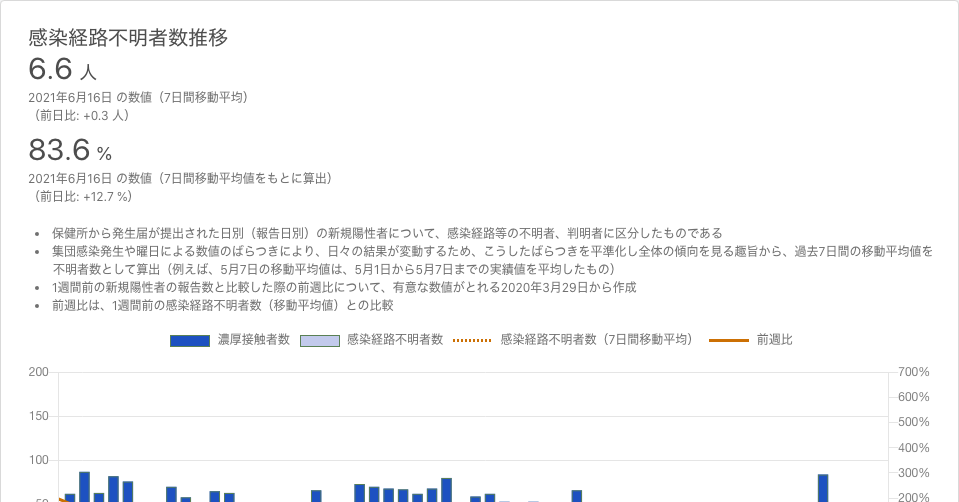 感染経路不明者数推移
6.6 人
2021年6月16日 の数値（7日間移動平均）
（前日比: +0.3 人）
83.6 %
2021年6月16日 の数値（7日間移動平均値をもとに算出）
（前日比: +12.7 %）
• 保健所から発生届が提出された日別（報告日別）の新規陽性者について、感染経路等の不明者、判明者に区分したものである
• 集団感染発生や曜日による数値のばらつきにより、日々の結果が変動するため、こうしたばらつきを平準化し全体の傾向を見る趣旨から、過去7日間の移動平均値を
不明者数として算出（例えば、5月7日の移動平均値は、5月1日から5月7日までの実績値を平均したもの）
• 1週間前の新規陽性者の報告数と比較した際の前週比について、有意な数値がとれる2020年3月29日から作成
• 前週比は、1週間前の感染経路不明者数（移動平均値）との比較
濃厚接触者数 感染経路不明者数 感染経路不明者数（7日間移動平均） 前週比
200 700%
600%
150 500%
400%
100 300%
50 200%